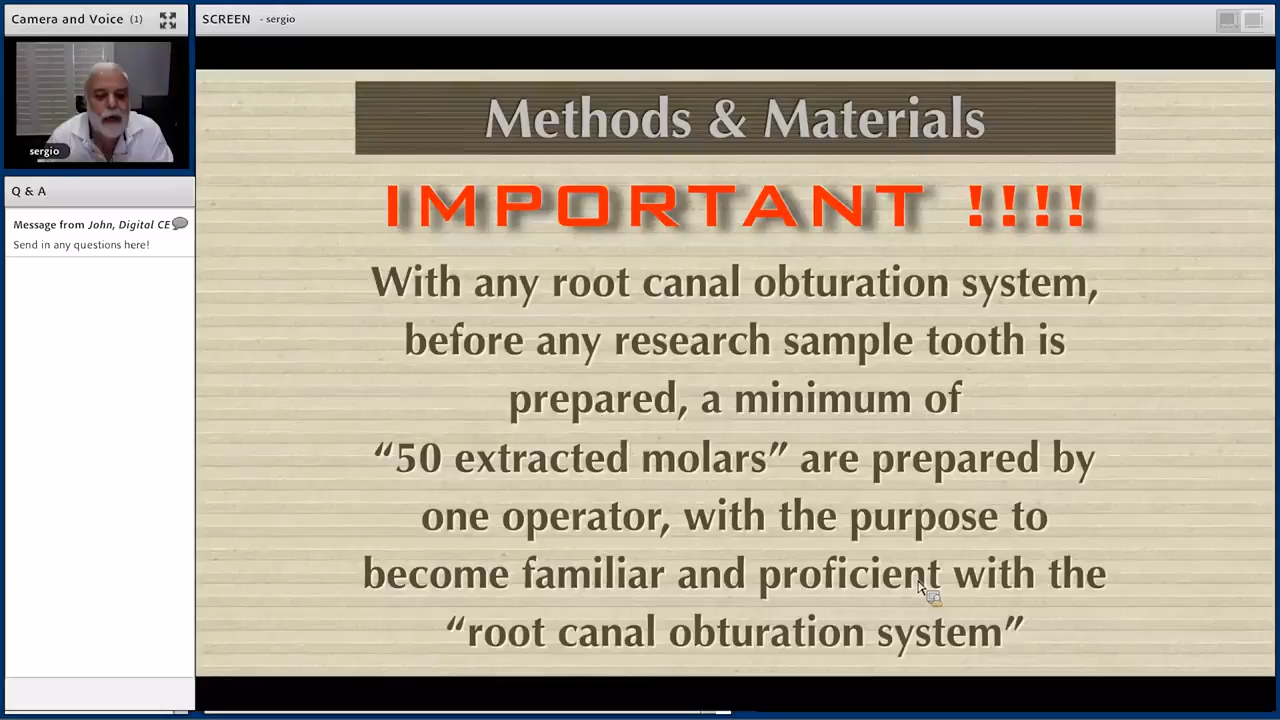 Camera and Voice (1)
SCREEN - sergio
sergio
Q & A
Message from John, Digital CE
Send in any questions here!
Methods & Materials
IMPORTANT !!!!
With any root canal obturation system,
before any research sample tooth is
prepared, a minimum of
“50 extracted molars” are prepared by
one operator, with the purpose to
become familiar and proficient with the
“root canal obturation system”